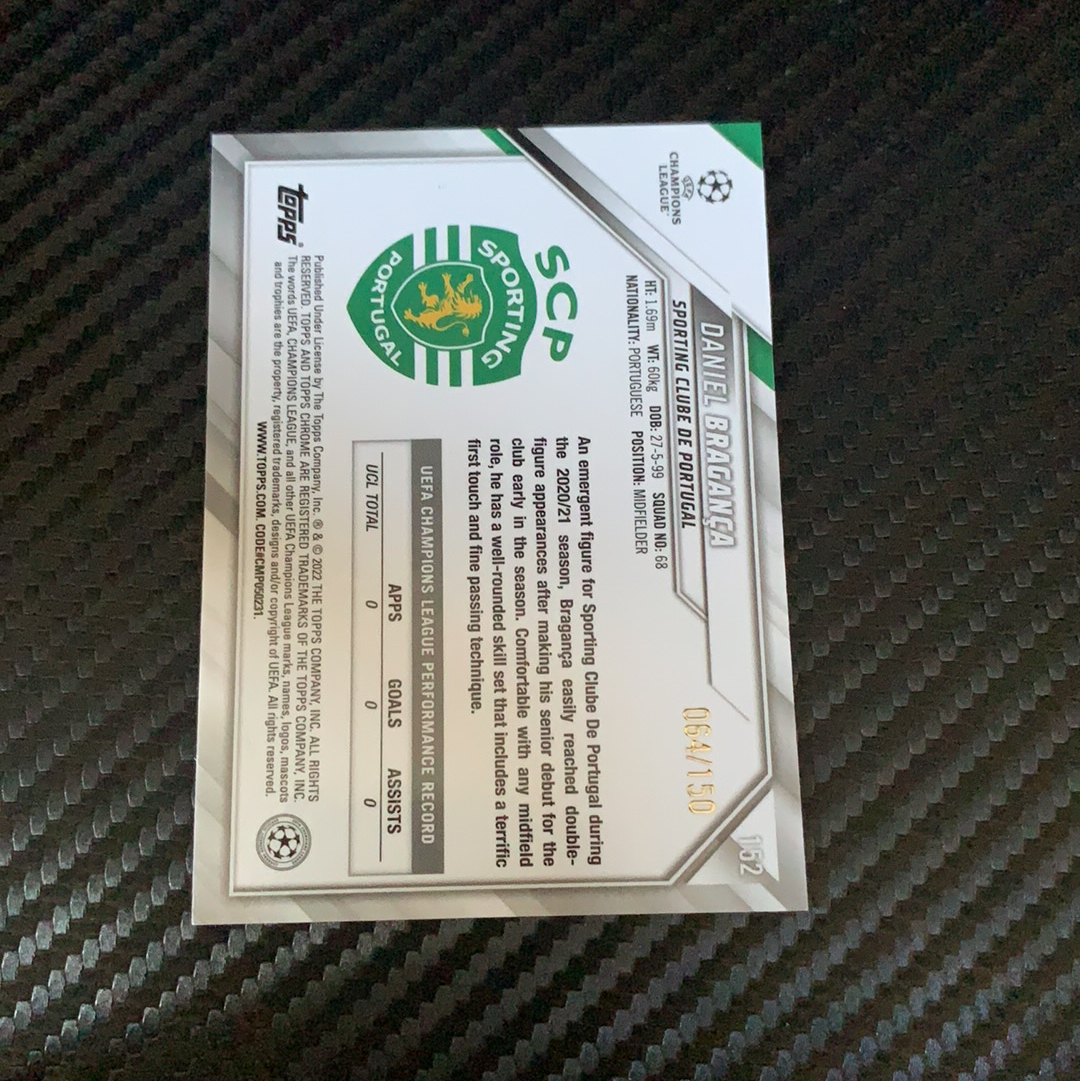 UEFA
CHAMPIONS
LEAGUE
152
DANIEL BRAGANÇA
064/150
SPORTING CLUBE DE PORTUGAL
HT: 1.69m WT: 60kg DOB: 27-5-99 SQUAD NO: 68
NATIONALITY: PORTUGUESE POSITION: MIDFIELDER
SCP
SPORTING
PORTUGAL
An emergent figure for Sporting Clube De Portugal during
the 2020/21 season, Bragança easily reached double-
figure appearances after making his senior debut for the
club early in the season. Comfortable with any midfield
role, he has a well-rounded skill set that includes a terrific
first touch and fine passing technique.
UEFA CHAMPIONS LEAGUE PERFORMANCE RECORD
APPS GOALS ASSISTS
UCL TOTAL 0 0 0
topps®
Published Under License by The Topps Company, Inc. ® & © 2022 THE TOPPS COMPANY, INC. ALL RIGHTS
RESERVED. TOPPS AND TOPPS CHROME ARE REGISTERED TRADEMARKS OF THE TOPPS COMPANY, INC.
The words UEFA, CHAMPIONS LEAGUE, and all other UEFA Champions League marks, names, logos, mascots
and trophies are the property, registered trademarks, designs and/or copyright of UEFA. All rights reserved.
WWW.TOPPS.COM. CODE#CMP050231.